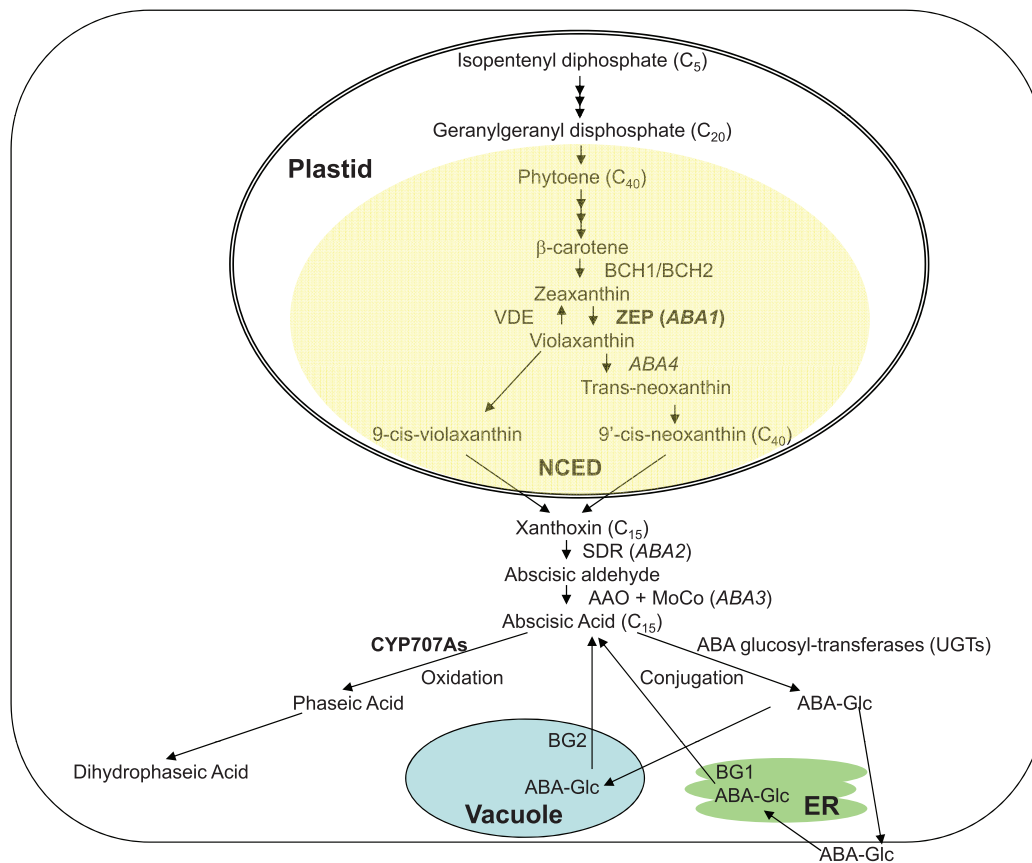 Isopentenyl diphosphate (C5)
Geranylgeranyl disphosphate (C20)
Plastid
Phytoene (C40)
β-carotene
BCH1/BCH2
Zeaxanthin
VDE
ZEP (ABA1)
Violaxanthin
ABA4
Trans-neoxanthin
9-cis-violaxanthin
9’-cis-neoxanthin (C40)
NCED
Xanthoxin (C15)
SDR (ABA2)
Abscisic aldehyde
AAO + MoCo (ABA3)
Abscisic Acid (C15)
CYP707As
ABA glucosyl-transferases (UGTs)
Oxidation
Conjugation
Phaseic Acid
ABA-Glc
BG2
Dihydrophaseic Acid
BG1
ABA-Glc
ABA-Glc
Vacuole
ER
ABA-Glc